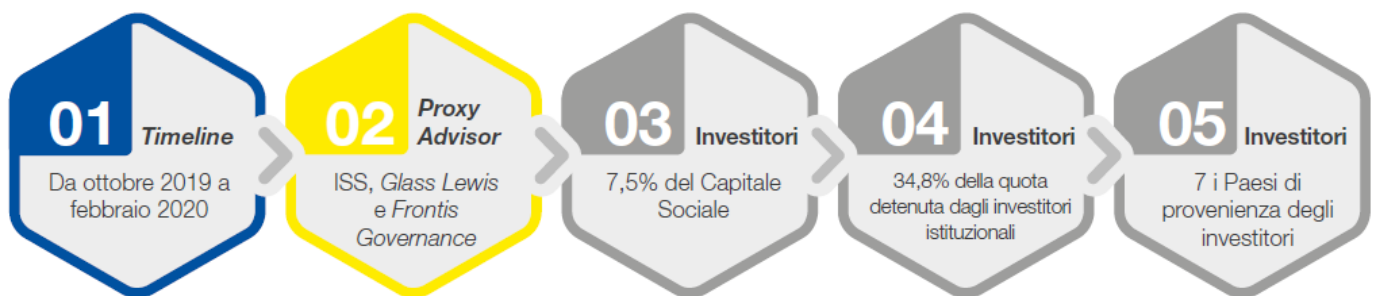 01 Timeline
Da ottobre 2019 a
febbraio 2020
02 Proxy
Advisor
ISS, Glass Lewis
e Frontis
Governance
03 Investitori
7,5% del Capitale
Sociale
04 Investitori
34,8% della quota
detenuta dagli investitori
istituzionali
05 Investitori
7 i Paesi di
provenienza degli
investitori